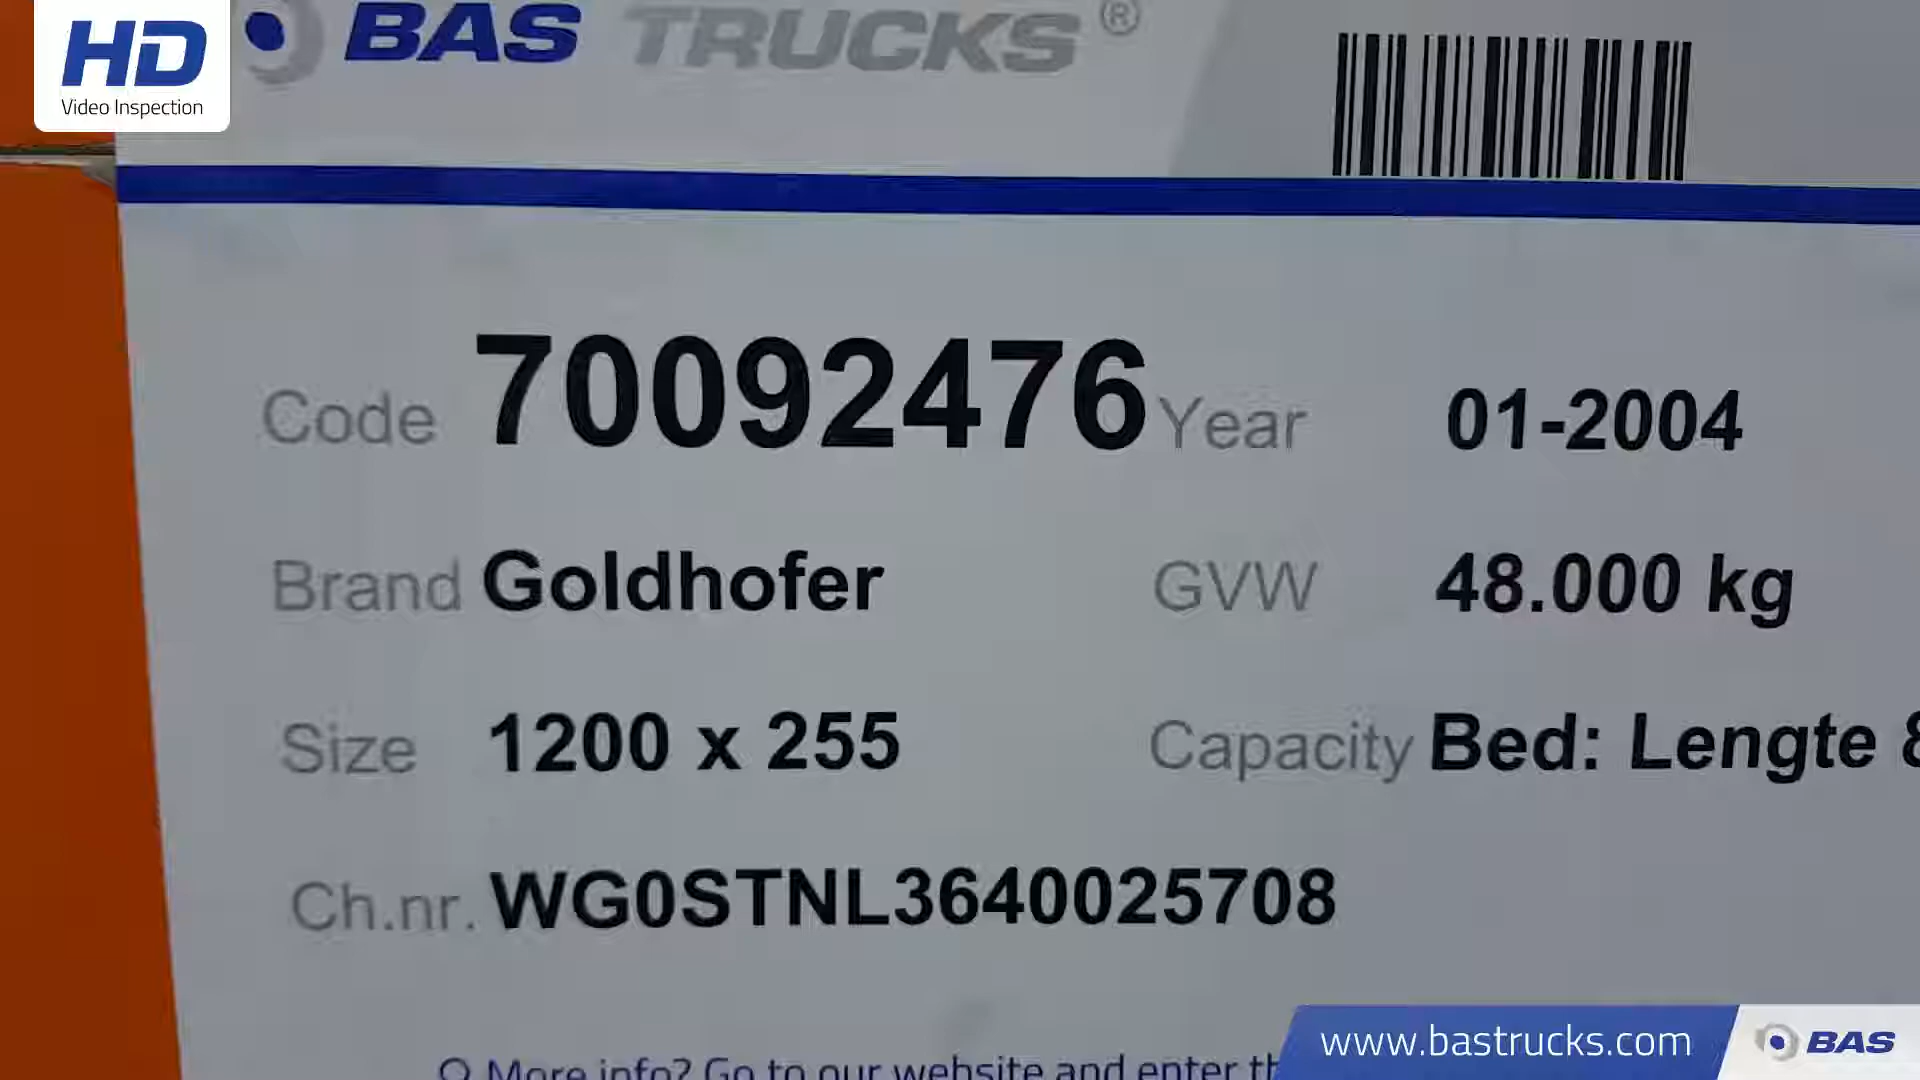 HD
Video Inspection
BAS TRUCKS®
Code 70092476 Year 01-2004
Brand Goldhofer GVW 48.000 kg
Size 1200 x 255 Capacity Bed: Lengte
Ch.nr. WG0STNL3640025708
More info? Go to our website and enter
www.bastrucks.com BAS